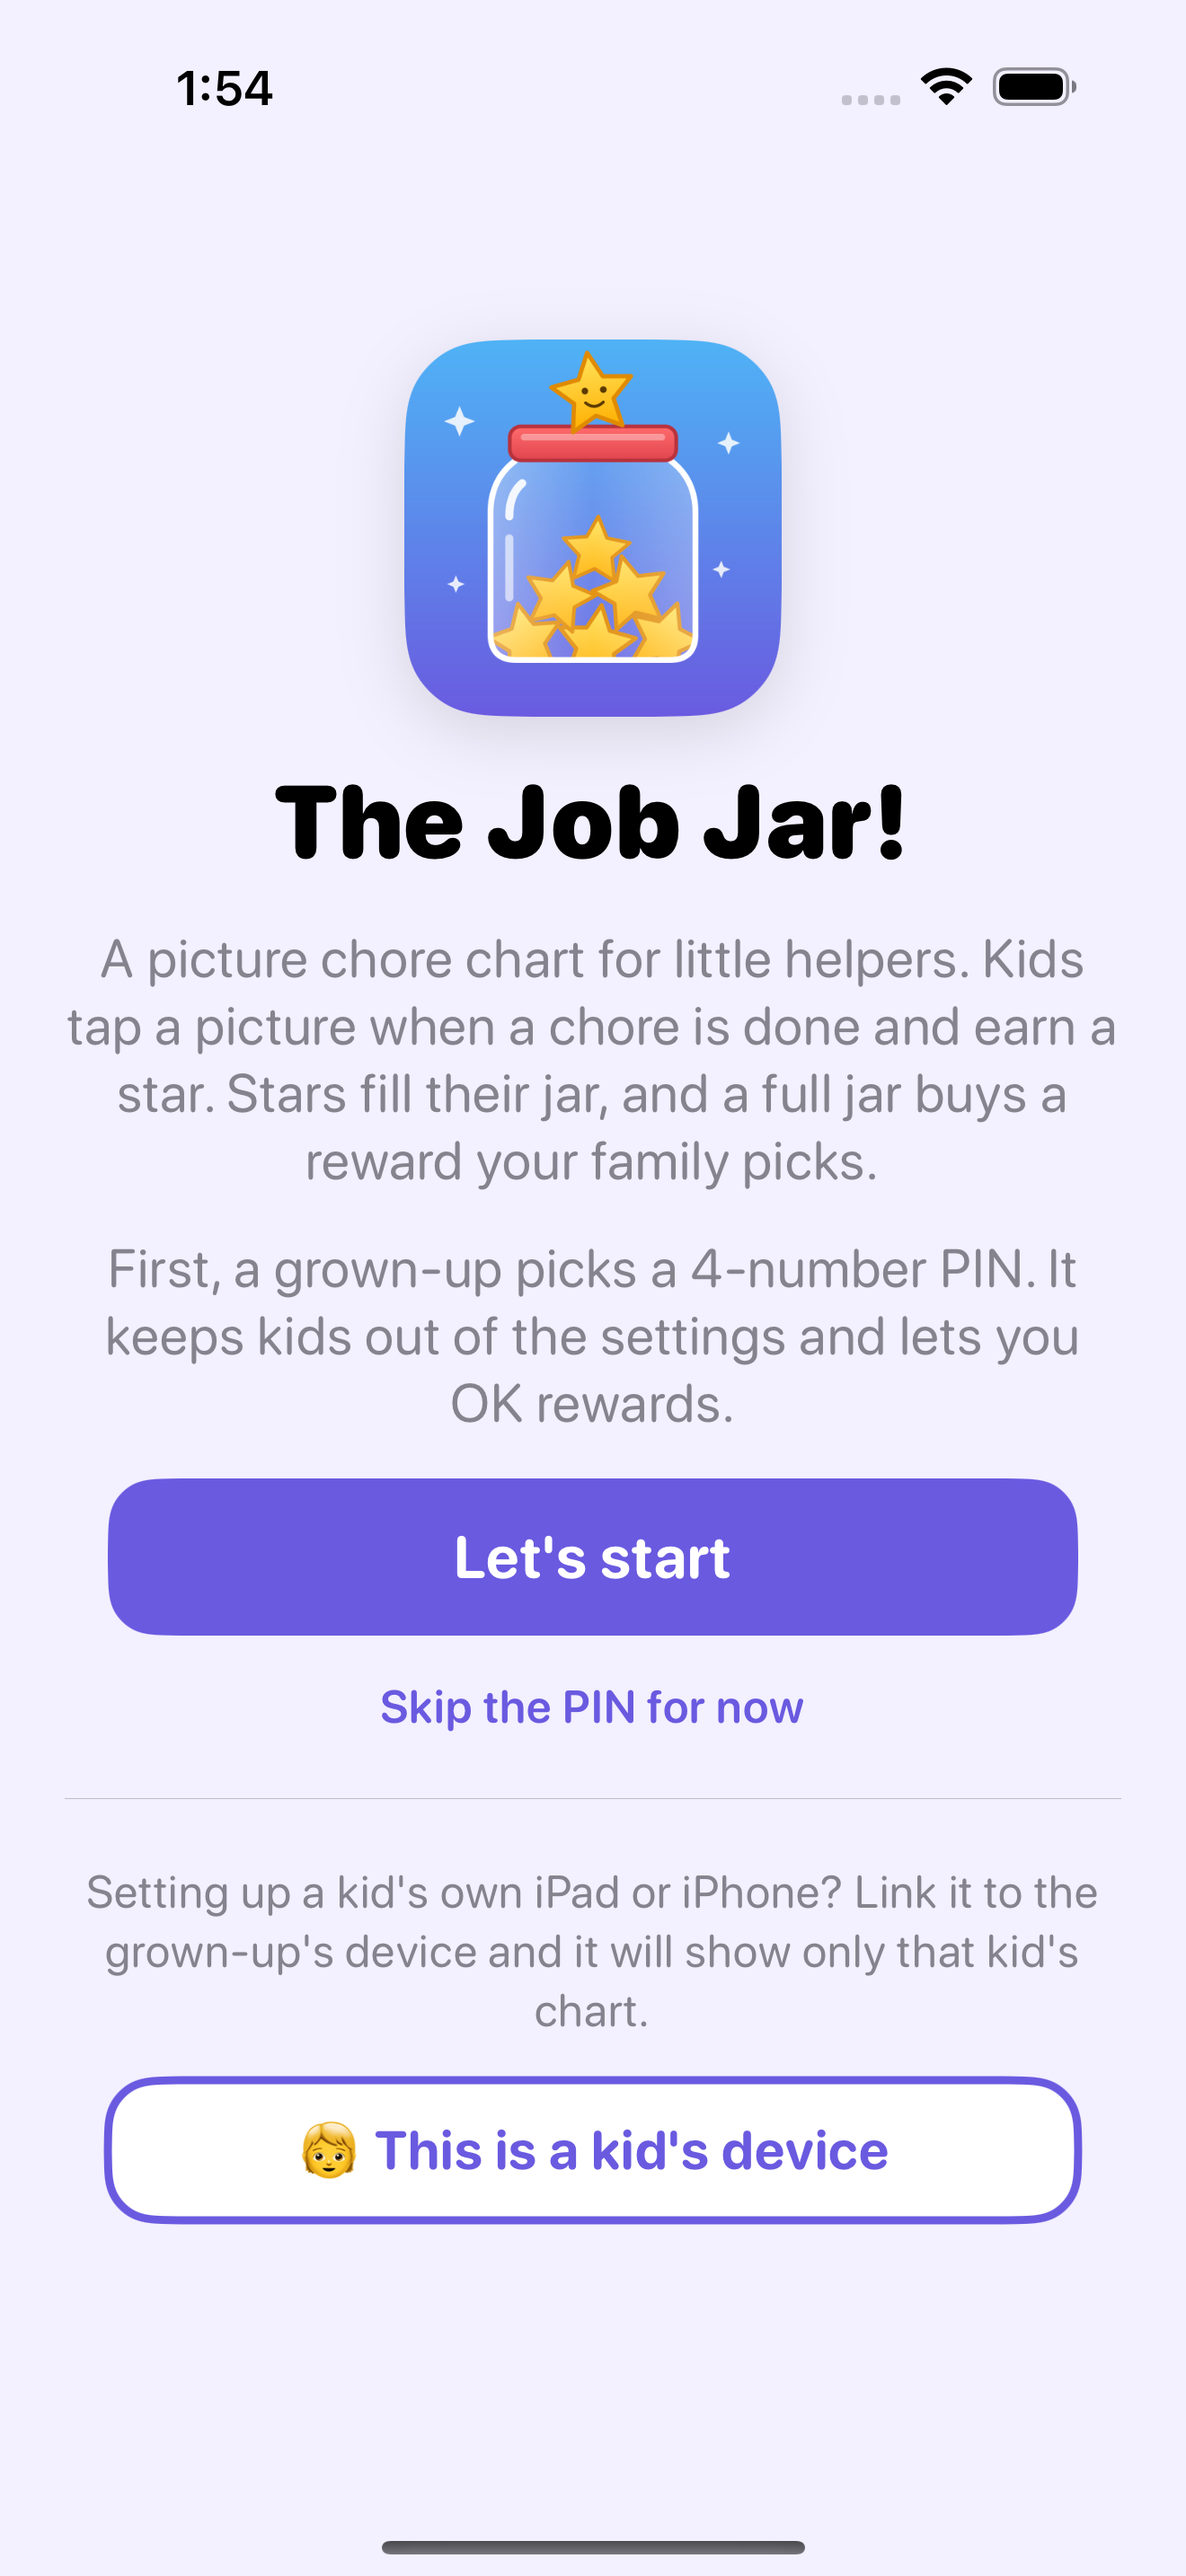 1:54
The Job Jar!
A picture chore chart for little helpers. Kids
tap a picture when a chore is done and earn a
star. Stars fill their jar, and a full jar buys a
reward your family picks.
First, a grown-up picks a 4-number PIN. It
keeps kids out of the settings and lets you
OK rewards.
Let's start
Skip the PIN for now
Setting up a kid's own iPad or iPhone? Link it to the
grown-up's device and it will show only that kid's
chart.
This is a kid's device